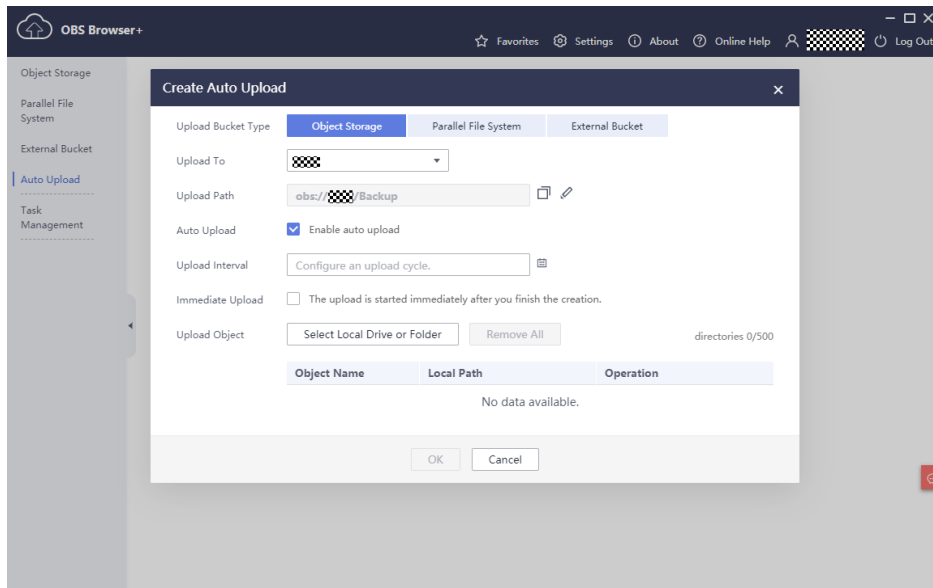 OBS Browser+
Favorites Settings About Online Help Log Out
Object Storage
Parallel File
System
External Bucket
Auto Upload
Task
Management
Create Auto Upload
Upload Bucket Type Object Storage Parallel File System External Bucket
Upload To
Upload Path obs:// /Backup
Auto Upload Enable auto upload
Upload Interval Configure an upload cycle.
Immediate Upload The upload is started immediately after you finish the creation.
Upload Object Select Local Drive or Folder Remove All directories 0/500
Object Name Local Path Operation
No data available.
OK Cancel